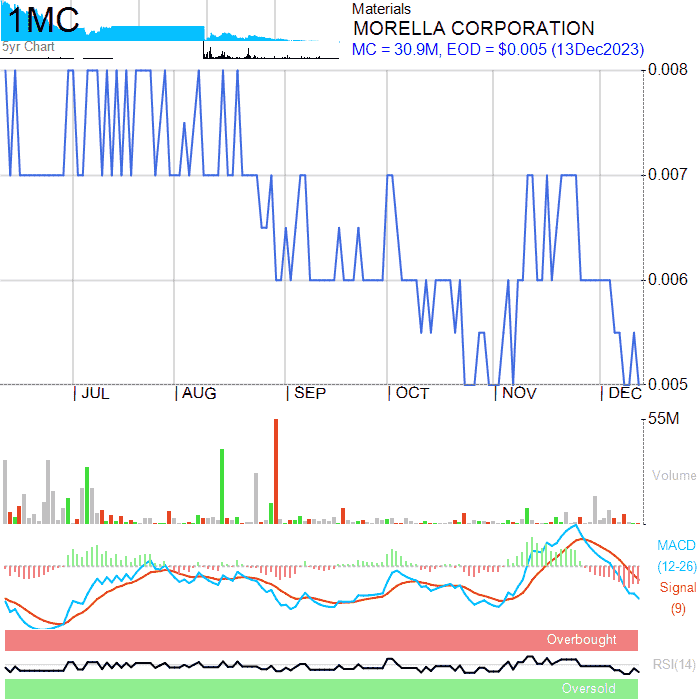 1MC
5yr Chart
Materials
MORELLA CORPORATION
MC = 30.9M, EOD = $0.005 (13Dec2023)
0.008
0.007
0.006
0.005
JUL AUG SEP OCT NOV DEC
55M
Volume
MACD
(12-26)
Signal
(9)
Overbought
RSI(14)
Oversold